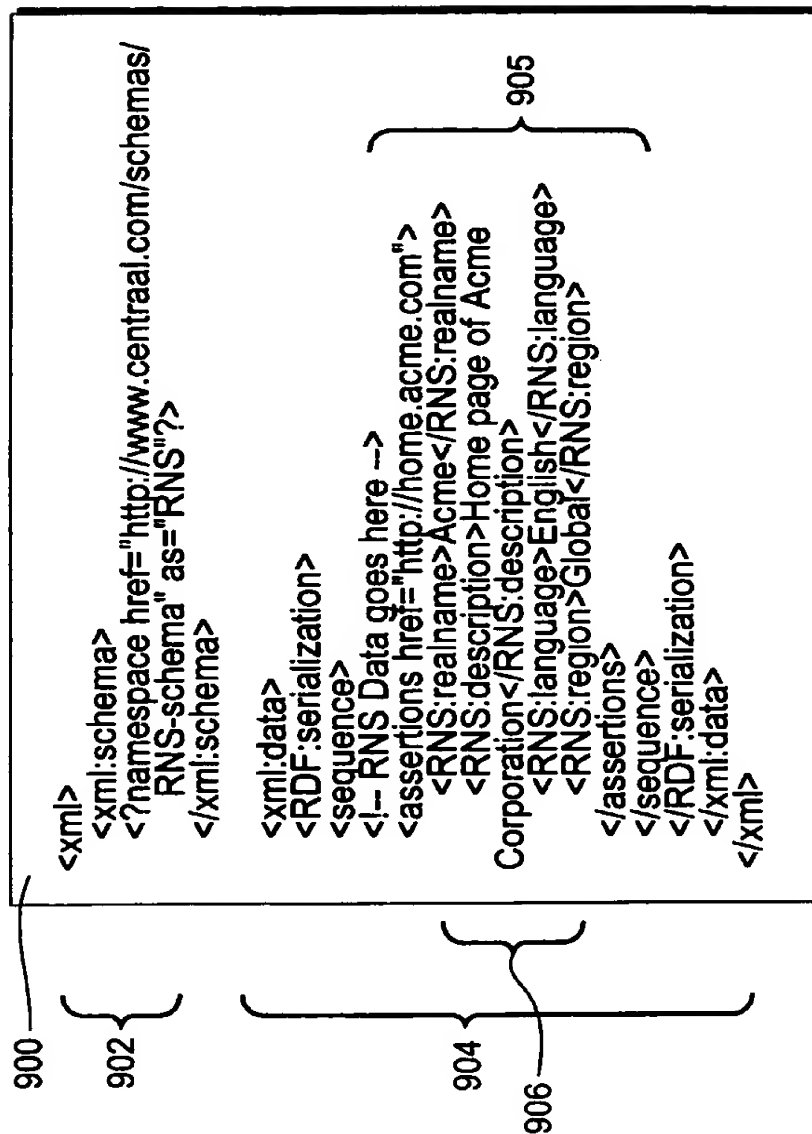 900
902
904
906
<xml>
<xml:schema>
<?namespace href="http://www.centraal.com/schemas/
RNS-schema" as="RNS"?>
</xml:schema>
<xml:data>
<RDF:serialization>
<sequence>
<!-- RNS Data goes here -->
<assertions href="http://home.acme.com">
<RNS:realname>Acme</RNS:realname>
<RNS:description>Home page of Acme
Corporation</RNS:description>
<RNS:language>English</RNS:language>
<RNS:region>Global</RNS:region>
</assertions>
</sequence>
</RDF:serialization>
</xml:data>
</xml>
905